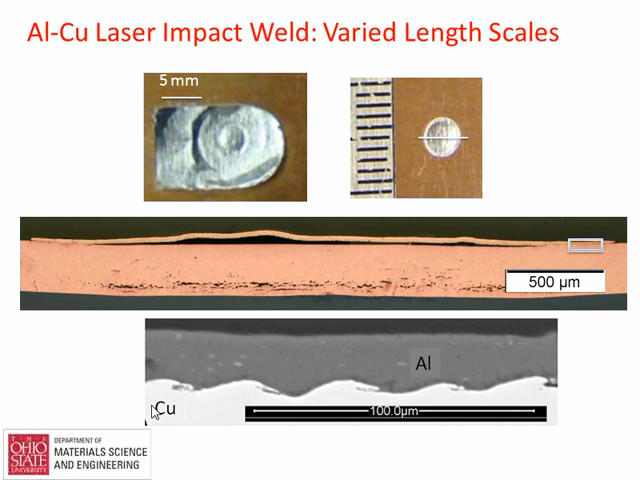 Al-Cu Laser Impact Weld: Varied Length Scales
5 mm
500 µm
Al
Cu
100.0µm
T · H · E
OHIO
STATE
UNIVERSITY
DEPARTMENT OF
MATERIALS SCIENCE
AND ENGINEERING